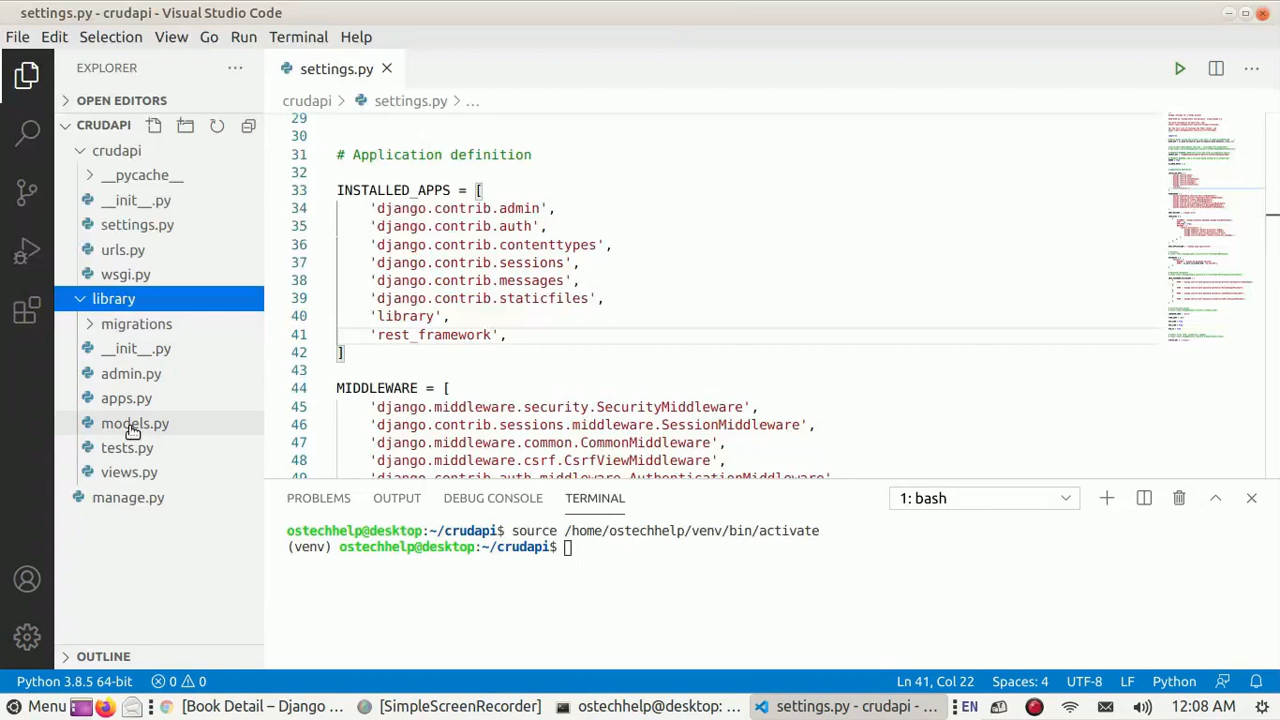 settings.py - crudapi - Visual Studio Code
File Edit Selection View Go Run Terminal Help
EXPLORER
OPEN EDITORS
CRUDAPI
crudapi
__pycache__
__init__.py
settings.py
urls.py
wsgi.py
library
migrations
__init__.py
admin.py
apps.py
models.py
tests.py
views.py
manage.py
OUTLINE
settings.py
crudapi > settings.py > ...
29
30
31 # Application definition
32
33 INSTALLED_APPS = [
34 'django.contrib.admin',
35 'django.contrib.auth',
36 'django.contrib.contenttypes',
37 'django.contrib.sessions',
38 'django.contrib.messages',
39 'django.contrib.staticfiles',
40 'library',
41 'rest_framework',
42 ]
43
44 MIDDLEWARE = [
45 'django.middleware.security.SecurityMiddleware',
46 'django.contrib.sessions.middleware.SessionMiddleware',
47 'django.middleware.common.CommonMiddleware',
48 'django.middleware.csrf.CsrfViewMiddleware',
49 'django.contrib.auth.middleware.AuthenticationMiddleware',
PROBLEMS OUTPUT DEBUG CONSOLE TERMINAL 1: bash
ostechhelp@desktop:~/crudapi$ source /home/ostechhelp/venv/bin/activate
(venv) ostechhelp@desktop:~/crudapi$
Python 3.8.5 64-bit 0 0 Ln 41, Col 22 Spaces: 4 UTF-8 LF Python
Menu [Book Detail – Django ... [SimpleScreenRecorder] ostechhelp@desktop: ... settings.py - crudapi - ... EN 12:08 AM